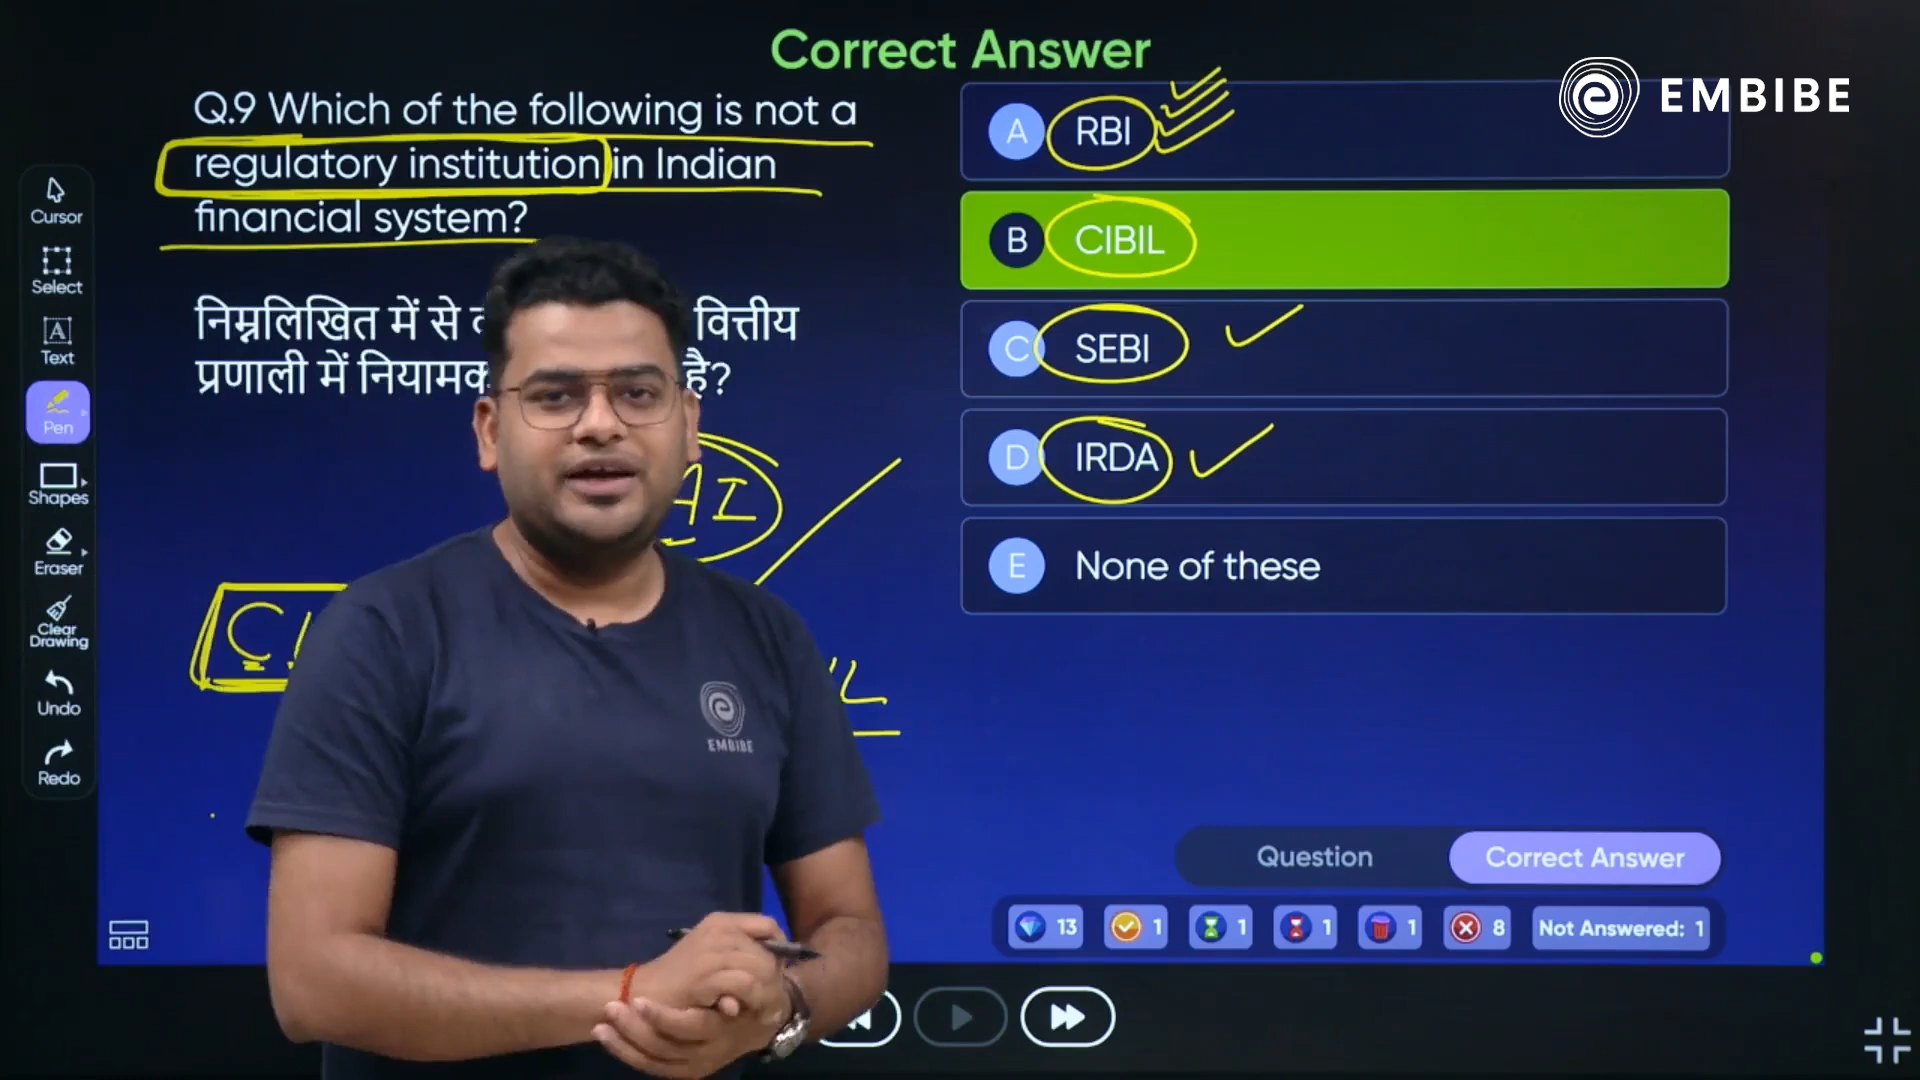 Correct Answer
EMBIBE
Q.9 Which of the following is not a
regulatory institution in Indian
financial system?
निम्नलिखित में से वित्तीय
प्रणाली में है?
A RBI
B CIBIL
C SEBI
D IRDA
E None of these
Cursor
Select
Text
Pen
Shapes
Eraser
Clear
Drawing
Undo
Redo
AI
EMBIBE
Question
Correct Answer
13
1
1
1
1
8
Not Answered: 1